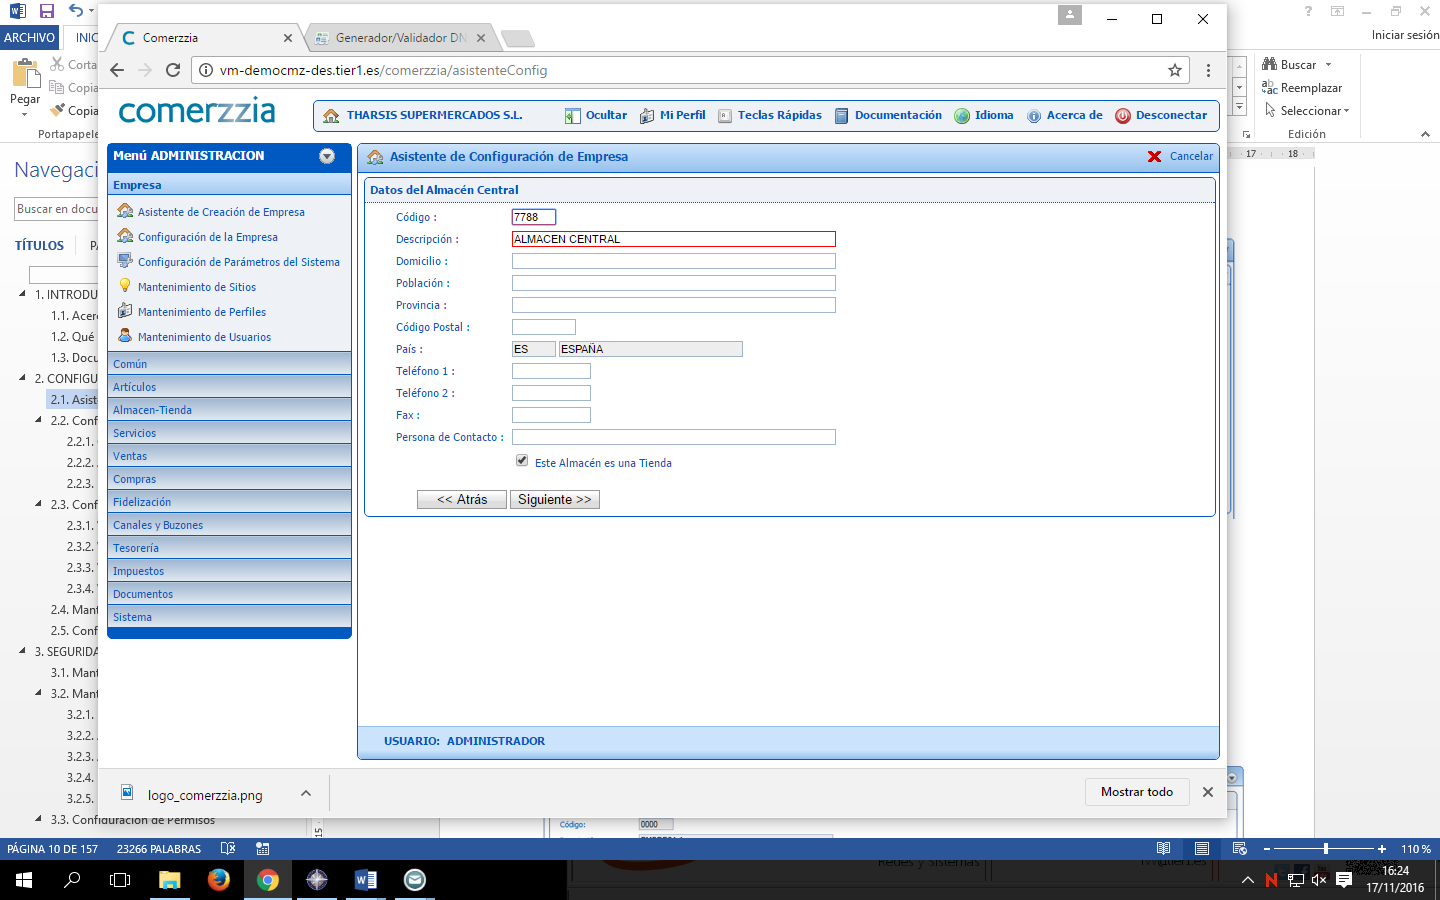 ARCHIVO
INIC
Iniciar sesión
Pegar
Corta
Copia
Copia
Portapapele
Buscar
Reemplazar
Seleccionar
Edición
17 18
Navegaci
Buscar en docu
TÍTULOS
1. INTRODU
1.1. Acer
1.2. Qué
1.3. Docu
2. CONFIGU
2.1. Asist
2.2. Conf
2.2.1.
2.2.2.
2.2.3.
2.3. Conf
2.3.1.
2.3.2.
2.3.3.
2.3.4.
2.4. Mant
2.5. Conf
3. SEGURIDA
3.1. Mant
3.2. Mant
3.2.1.
3.2.2.
3.2.3.
3.2.4.
3.2.5.
3.3. Configuración de Permisos
Comerzzia
Generador/Validador DN
vm-democmz-des.tier1.es/comerzzia/asistenteConfig
comerzzia
THARSIS SUPERMERCADOS S.L.
Ocultar
Mi Perfil
Teclas Rápidas
Documentación
Idioma
Acerca de
Desconectar
Menú ADMINISTRACION
Empresa
Asistente de Creación de Empresa
Configuración de la Empresa
Configuración de Parámetros del Sistema
Mantenimiento de Sitios
Mantenimiento de Perfiles
Mantenimiento de Usuarios
Común
Artículos
Almacen-Tienda
Servicios
Ventas
Compras
Fidelización
Canales y Buzones
Tesorería
Impuestos
Documentos
Sistema
Asistente de Configuración de Empresa
Cancelar
Datos del Almacén Central
Código : 7788
Descripción : ALMACEN CENTRAL
Domicilio :
Población :
Provincia :
Código Postal :
País : ES ESPAÑA
Teléfono 1 :
Teléfono 2 :
Fax :
Persona de Contacto :
Este Almacén es una Tienda
<< Atrás
Siguiente >>
USUARIO: ADMINISTRADOR
logo_comerzzia.png
Mostrar todo
15
Código: 0000
PÁGINA 10 DE 157
23266 PALABRAS
110 %
Redes y sistemas
16:24
17/11/2016